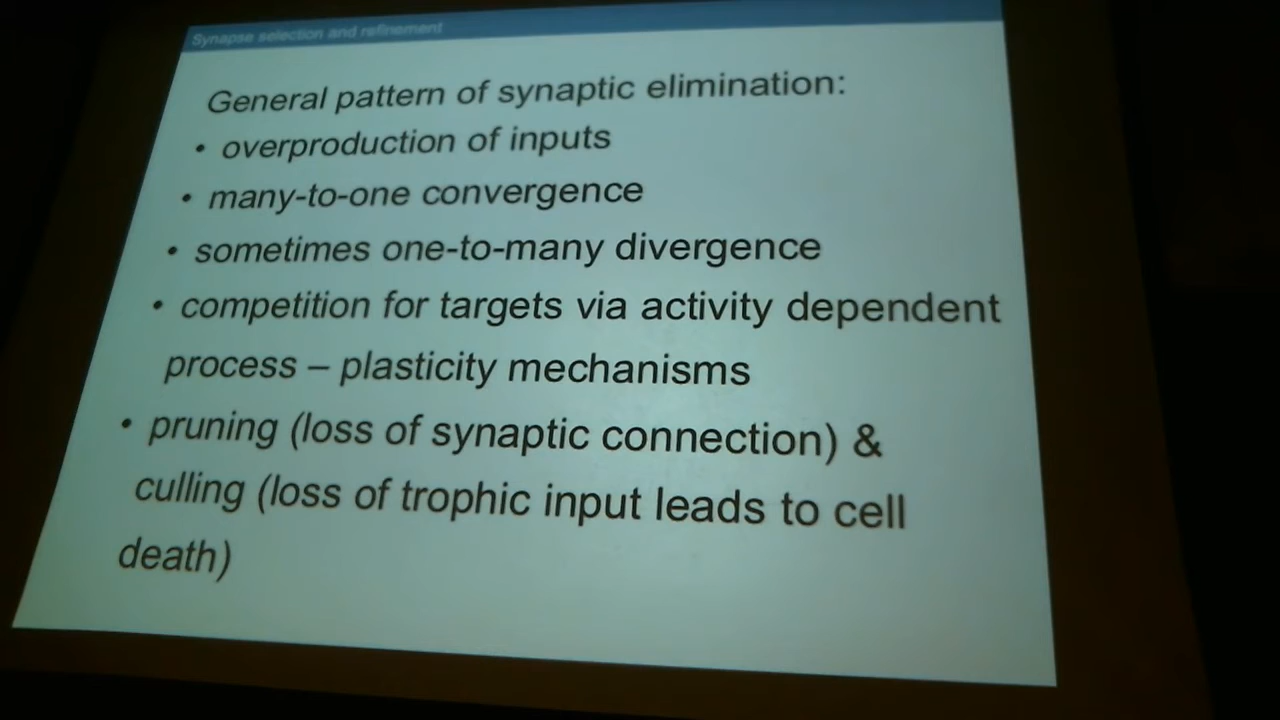 Synapse selection and refinement
General pattern of synaptic elimination:
• overproduction of inputs
• many-to-one convergence
• sometimes one-to-many divergence
• competition for targets via activity dependent
process – plasticity mechanisms
• pruning (loss of synaptic connection) &
culling (loss of trophic input leads to cell
death)